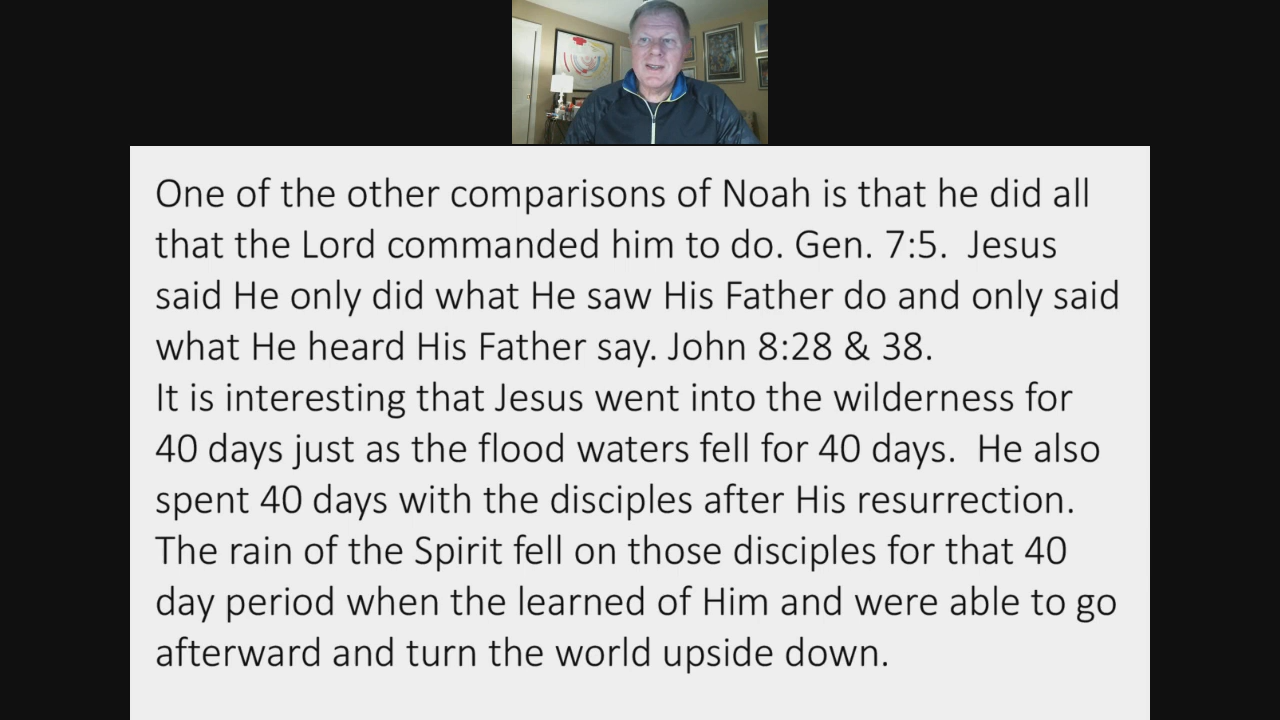 One of the other comparisons of Noah is that he did all
that the Lord commanded him to do. Gen. 7:5.  Jesus
said He only did what He saw His Father do and only said
what He heard His Father say. John 8:28 & 38.
It is interesting that Jesus went into the wilderness for
40 days just as the flood waters fell for 40 days.  He also
spent 40 days with the disciples after His resurrection.
The rain of the Spirit fell on those disciples for that 40
day period when the learned of Him and were able to go
afterward and turn the world upside down.